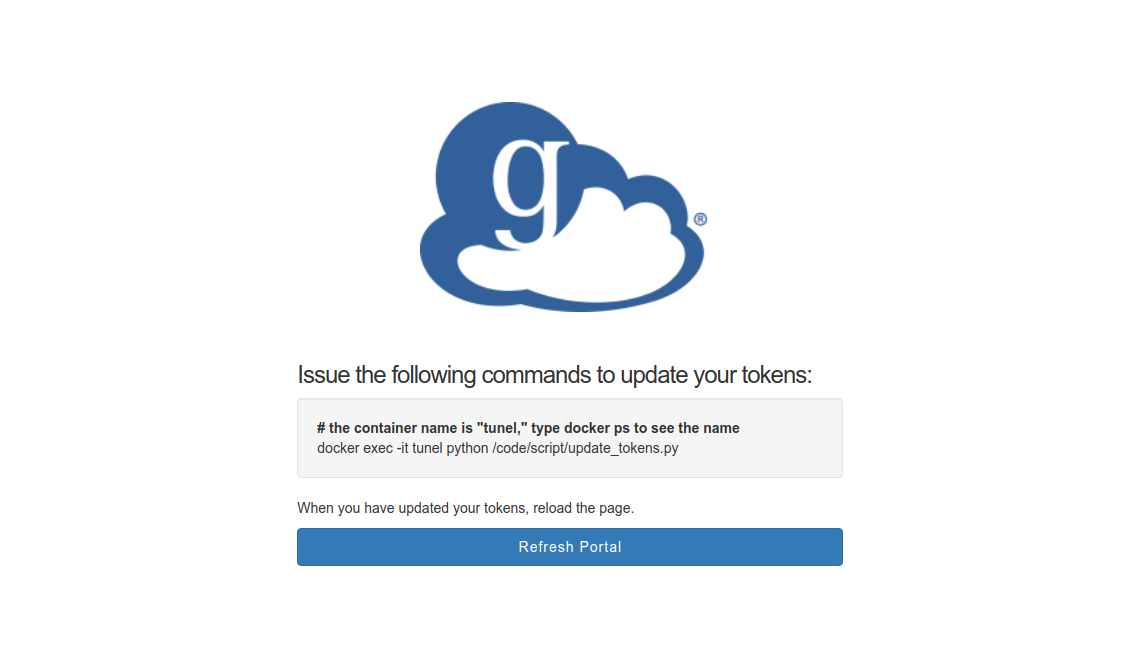 g
®
Issue the following commands to update your tokens:
# the container name is "tunel," type docker ps to see the name
docker exec -it tunel python /code/script/update_tokens.py
When you have updated your tokens, reload the page.
Refresh Portal